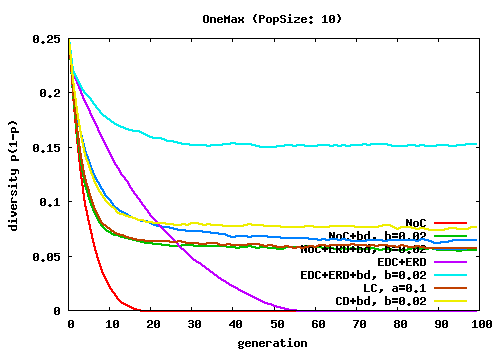 OneMax (PopSize: 10)
0.25
0.2
0.15
0.1
0.05
0
diversity p(1-p)
NoC
NoC+bd, b=0.02
NoC+ERD+bd, b=0.02
EDC+ERD
EDC+ERD+bd, b=0.02
LC, a=0.1
CD+bd, b=0.02
0 10 20 30 40 50 60 70 80 90 100
generation